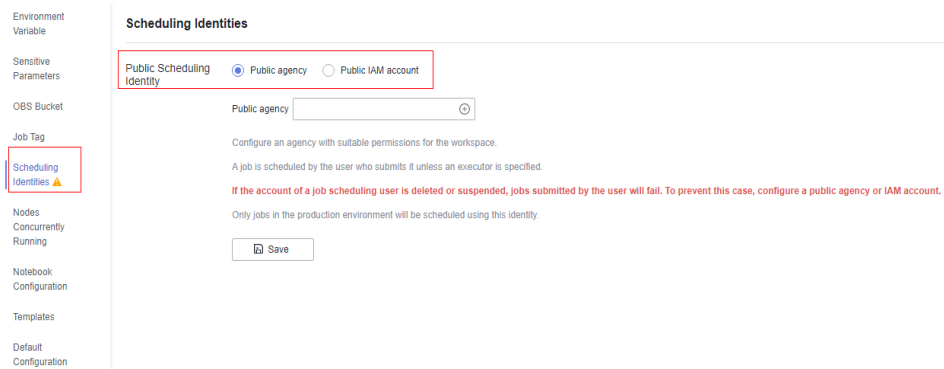 Environment
Variable
Sensitive
Parameters
OBS Bucket
Job Tag
Scheduling
Identities
Nodes
Concurrently
Running
Notebook
Configuration
Templates
Default
Configuration
Scheduling Identities
Public Scheduling
Identity
Public agency
Public IAM account
Public agency
Configure an agency with suitable permissions for the workspace.
A job is scheduled by the user who submits it unless an executor is specified.
If the account of a job scheduling user is deleted or suspended, jobs submitted by the user will fail. To prevent this case, configure a public agency or IAM account.
Only jobs in the production environment will be scheduled using this identity.
Save